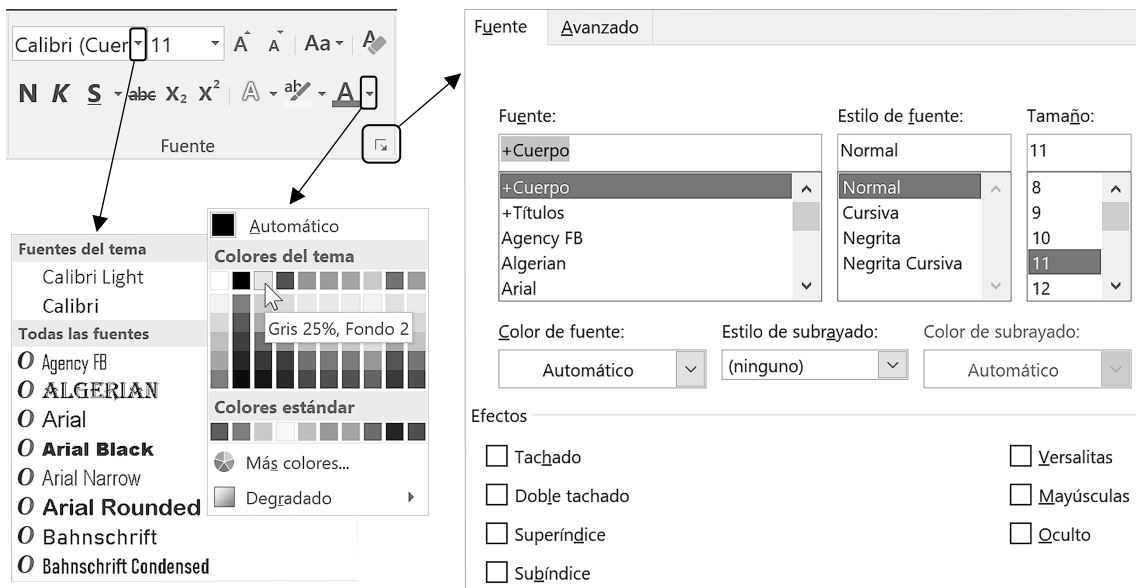 Calibri (Cuer 11 A A Aa A
N K S abc X2 X2 A ab A
Fuente
Fuentes del tema
Calibri Light
Calibri
Todas las fuentes
O Agency FB
O ALGERIAN
O Arial
O Arial Black
O Arial Narrow
O Arial Rounded
O Bahnschrift
O Bahnschrift Condensed
Automático
Colores del tema
Gris 25%, Fondo 2
Colores estándar
Más colores...
Degradado
Fuente Avanzado
Fuente: Estilo de fuente: Tamaño:
+Cuerpo Normal 11
+Cuerpo Normal 8
+Títulos Cursiva 9
Agency FB Negrita 10
Algerian Negrita Cursiva 11
Arial 12
Color de fuente: Estilo de subrayado: Color de subrayado:
Automático (ninguno) Automático
Efectos
Tachado Versalitas
Doble tachado Mayúsculas
Superíndice Oculto
Subíndice